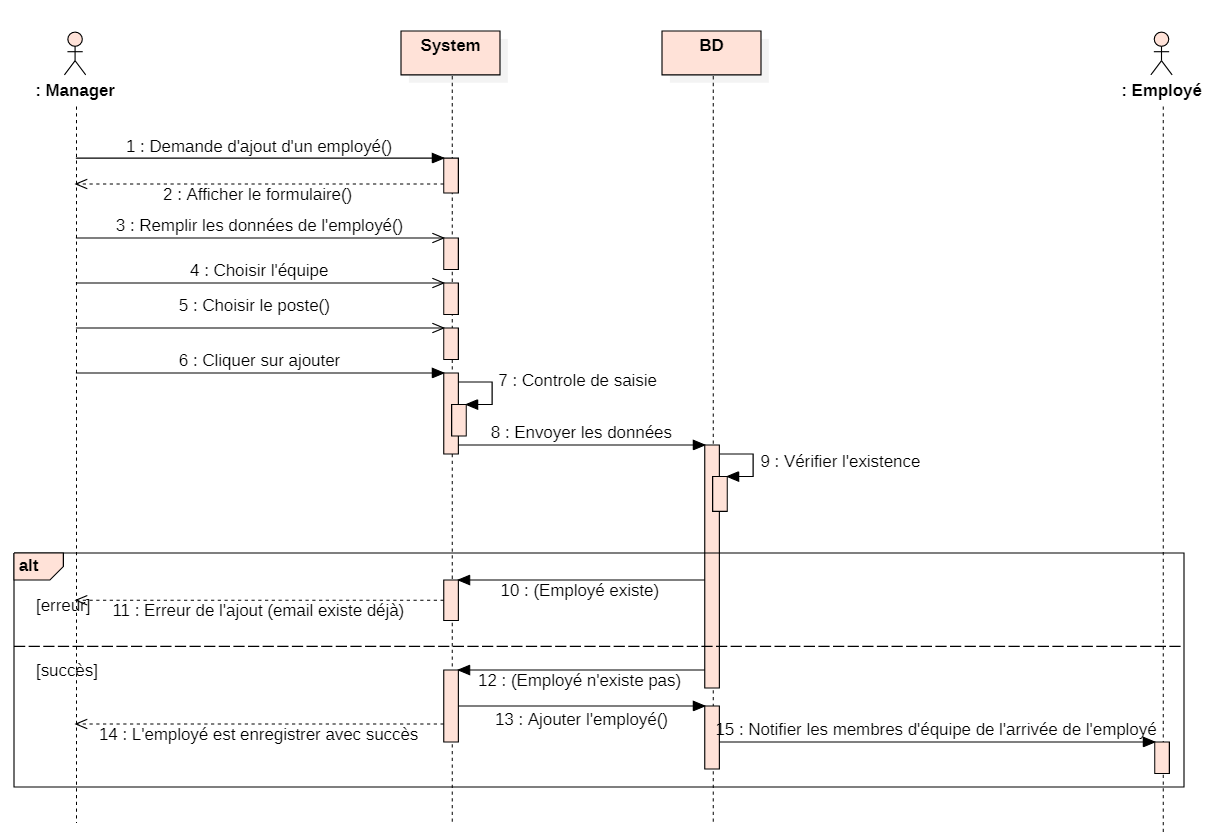 System
BD
: Manager
: Employé
1 : Demande d'ajout d'un employé()
2 : Afficher le formulaire()
3 : Remplir les données de l'employé()
4 : Choisir l'équipe
5 : Choisir le poste()
6 : Cliquer sur ajouter
7 : Controle de saisie
8 : Envoyer les données
9 : Vérifier l'existence
alt
10 : (Employé existe)
[erreur]
11 : Erreur de l'ajout (email existe déjà)
[succès]
12 : (Employé n'existe pas)
13 : Ajouter l'employé()
15 : Notifier les membres d'équipe de l'arrivée de l'employé
14 : L'employé est enregistrer avec succès